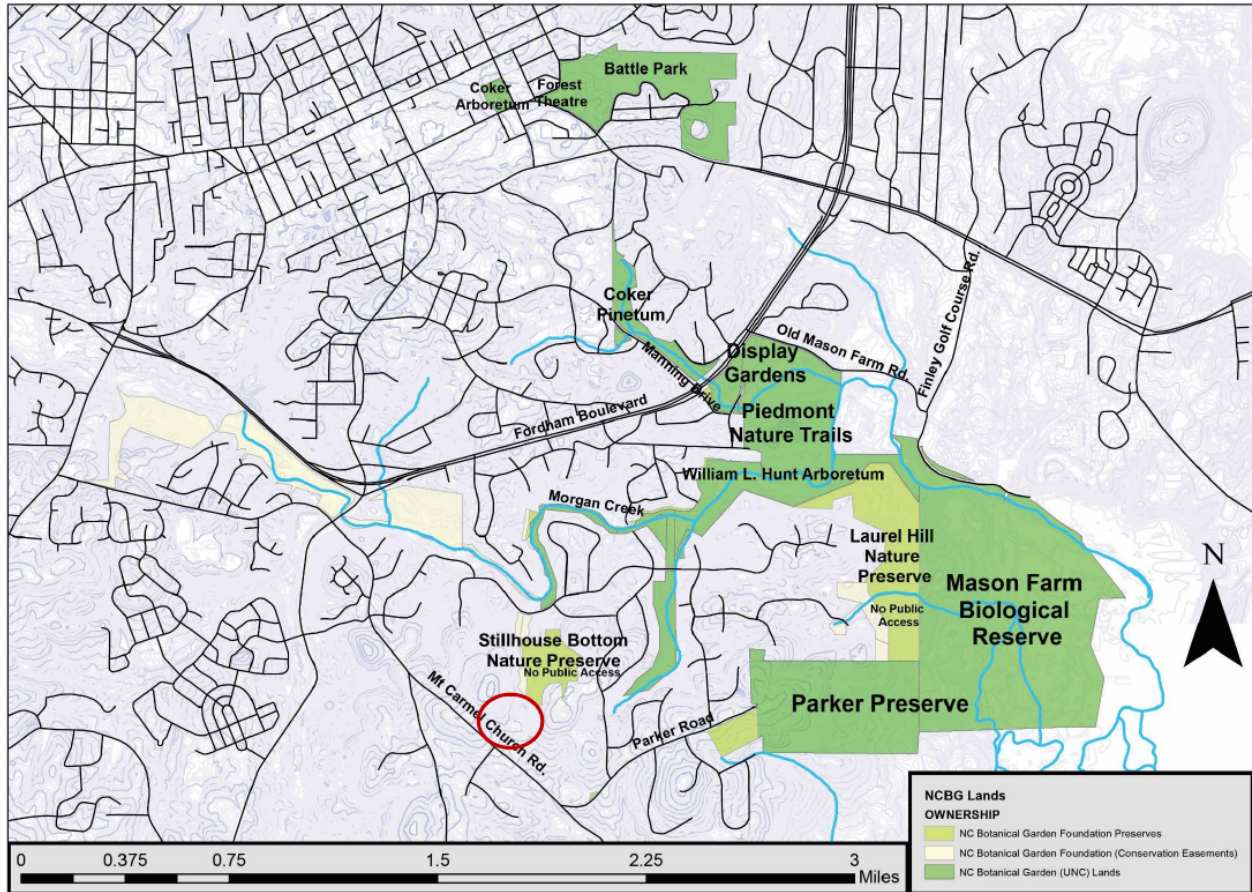 Battle Park
Coker
Arboretum
Forest
Theatre
Coker
Pinetum
Manning Drive
Display
Gardens
Old Mason Farm Rd.
Finley Golf Course Rd.
Piedmont
Nature Trails
Fordham Boulevard
William L. Hunt Arboretum
Morgan Creek
Laurel Hill
Nature
Preserve
No Public
Access
Mason Farm
Biological
Reserve
N
Stillhouse Bottom
Nature Preserve
No Public Access
Mt Carmel Church Rd.
Parker Road
Parker Preserve
NCBG Lands
OWNERSHIP
NC Botanical Garden Foundation Preserves
NC Botanical Garden Foundation (Conservation Easements)
NC Botanical Garden (UNC) Lands
0 0.375 0.75 1.5 2.25 3
Miles